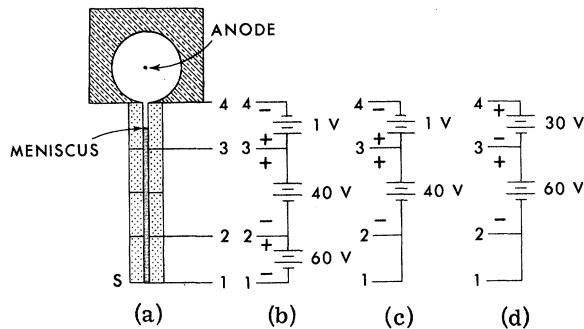 ANODE
4 4 − 4 − 4 +
1 V 1 V 30 V
MENISCUS
3 3 + + 3 + + 3 − +
40 V 40 V 60 V
2 2 − + 2 − 2 −
60 V
S 1 1 − 1 1
(a) (b) (c) (d)